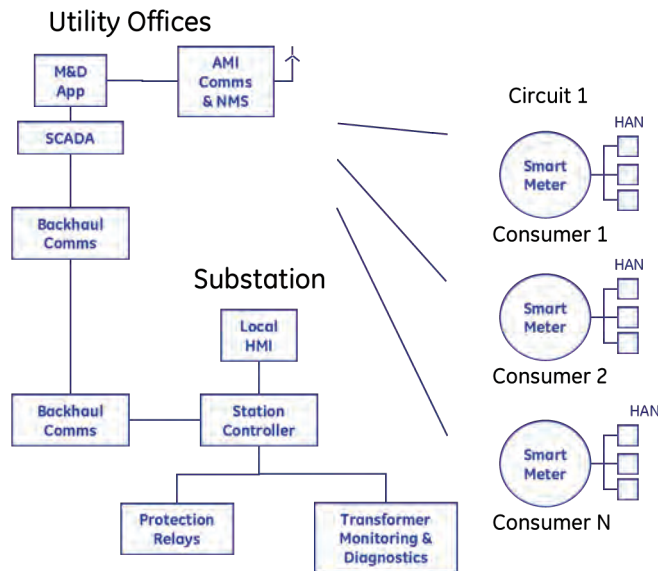 Utility Offices
M&D
App
AMI
Comms
& NMS
SCADA
Backhaul
Comms
Substation
Local
HMI
Backhaul
Comms
Station
Controller
Protection
Relays
Transformer
Monitoring &
Diagnostics
Circuit 1
HAN
Smart
Meter
Consumer 1
HAN
Smart
Meter
Consumer 2
HAN
Smart
Meter
Consumer N